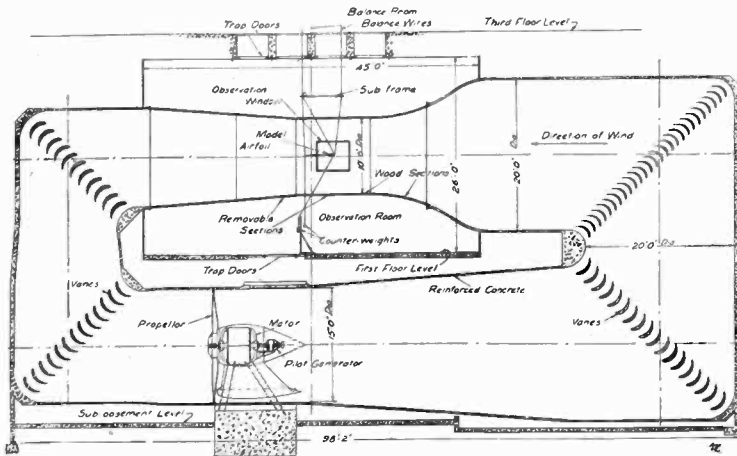 Balance Room
Trap Doors
Balance Wires
Third Floor Level
45.0'
Observation
Window
Sub frame
Model
Airfoil
10'0" Dia.
Direction of Wind
Wood Sections
26'0"
20'0" Dia
Removable
Sections
Observation Room
Counter-weights
20'0" Dia
Trap Doors
First Floor Level
Reinforced Concrete
Vanes
Vanes
Propellor
Motor
15'0" Dia.
Pilot Generator
Sub basement Level
98'2"